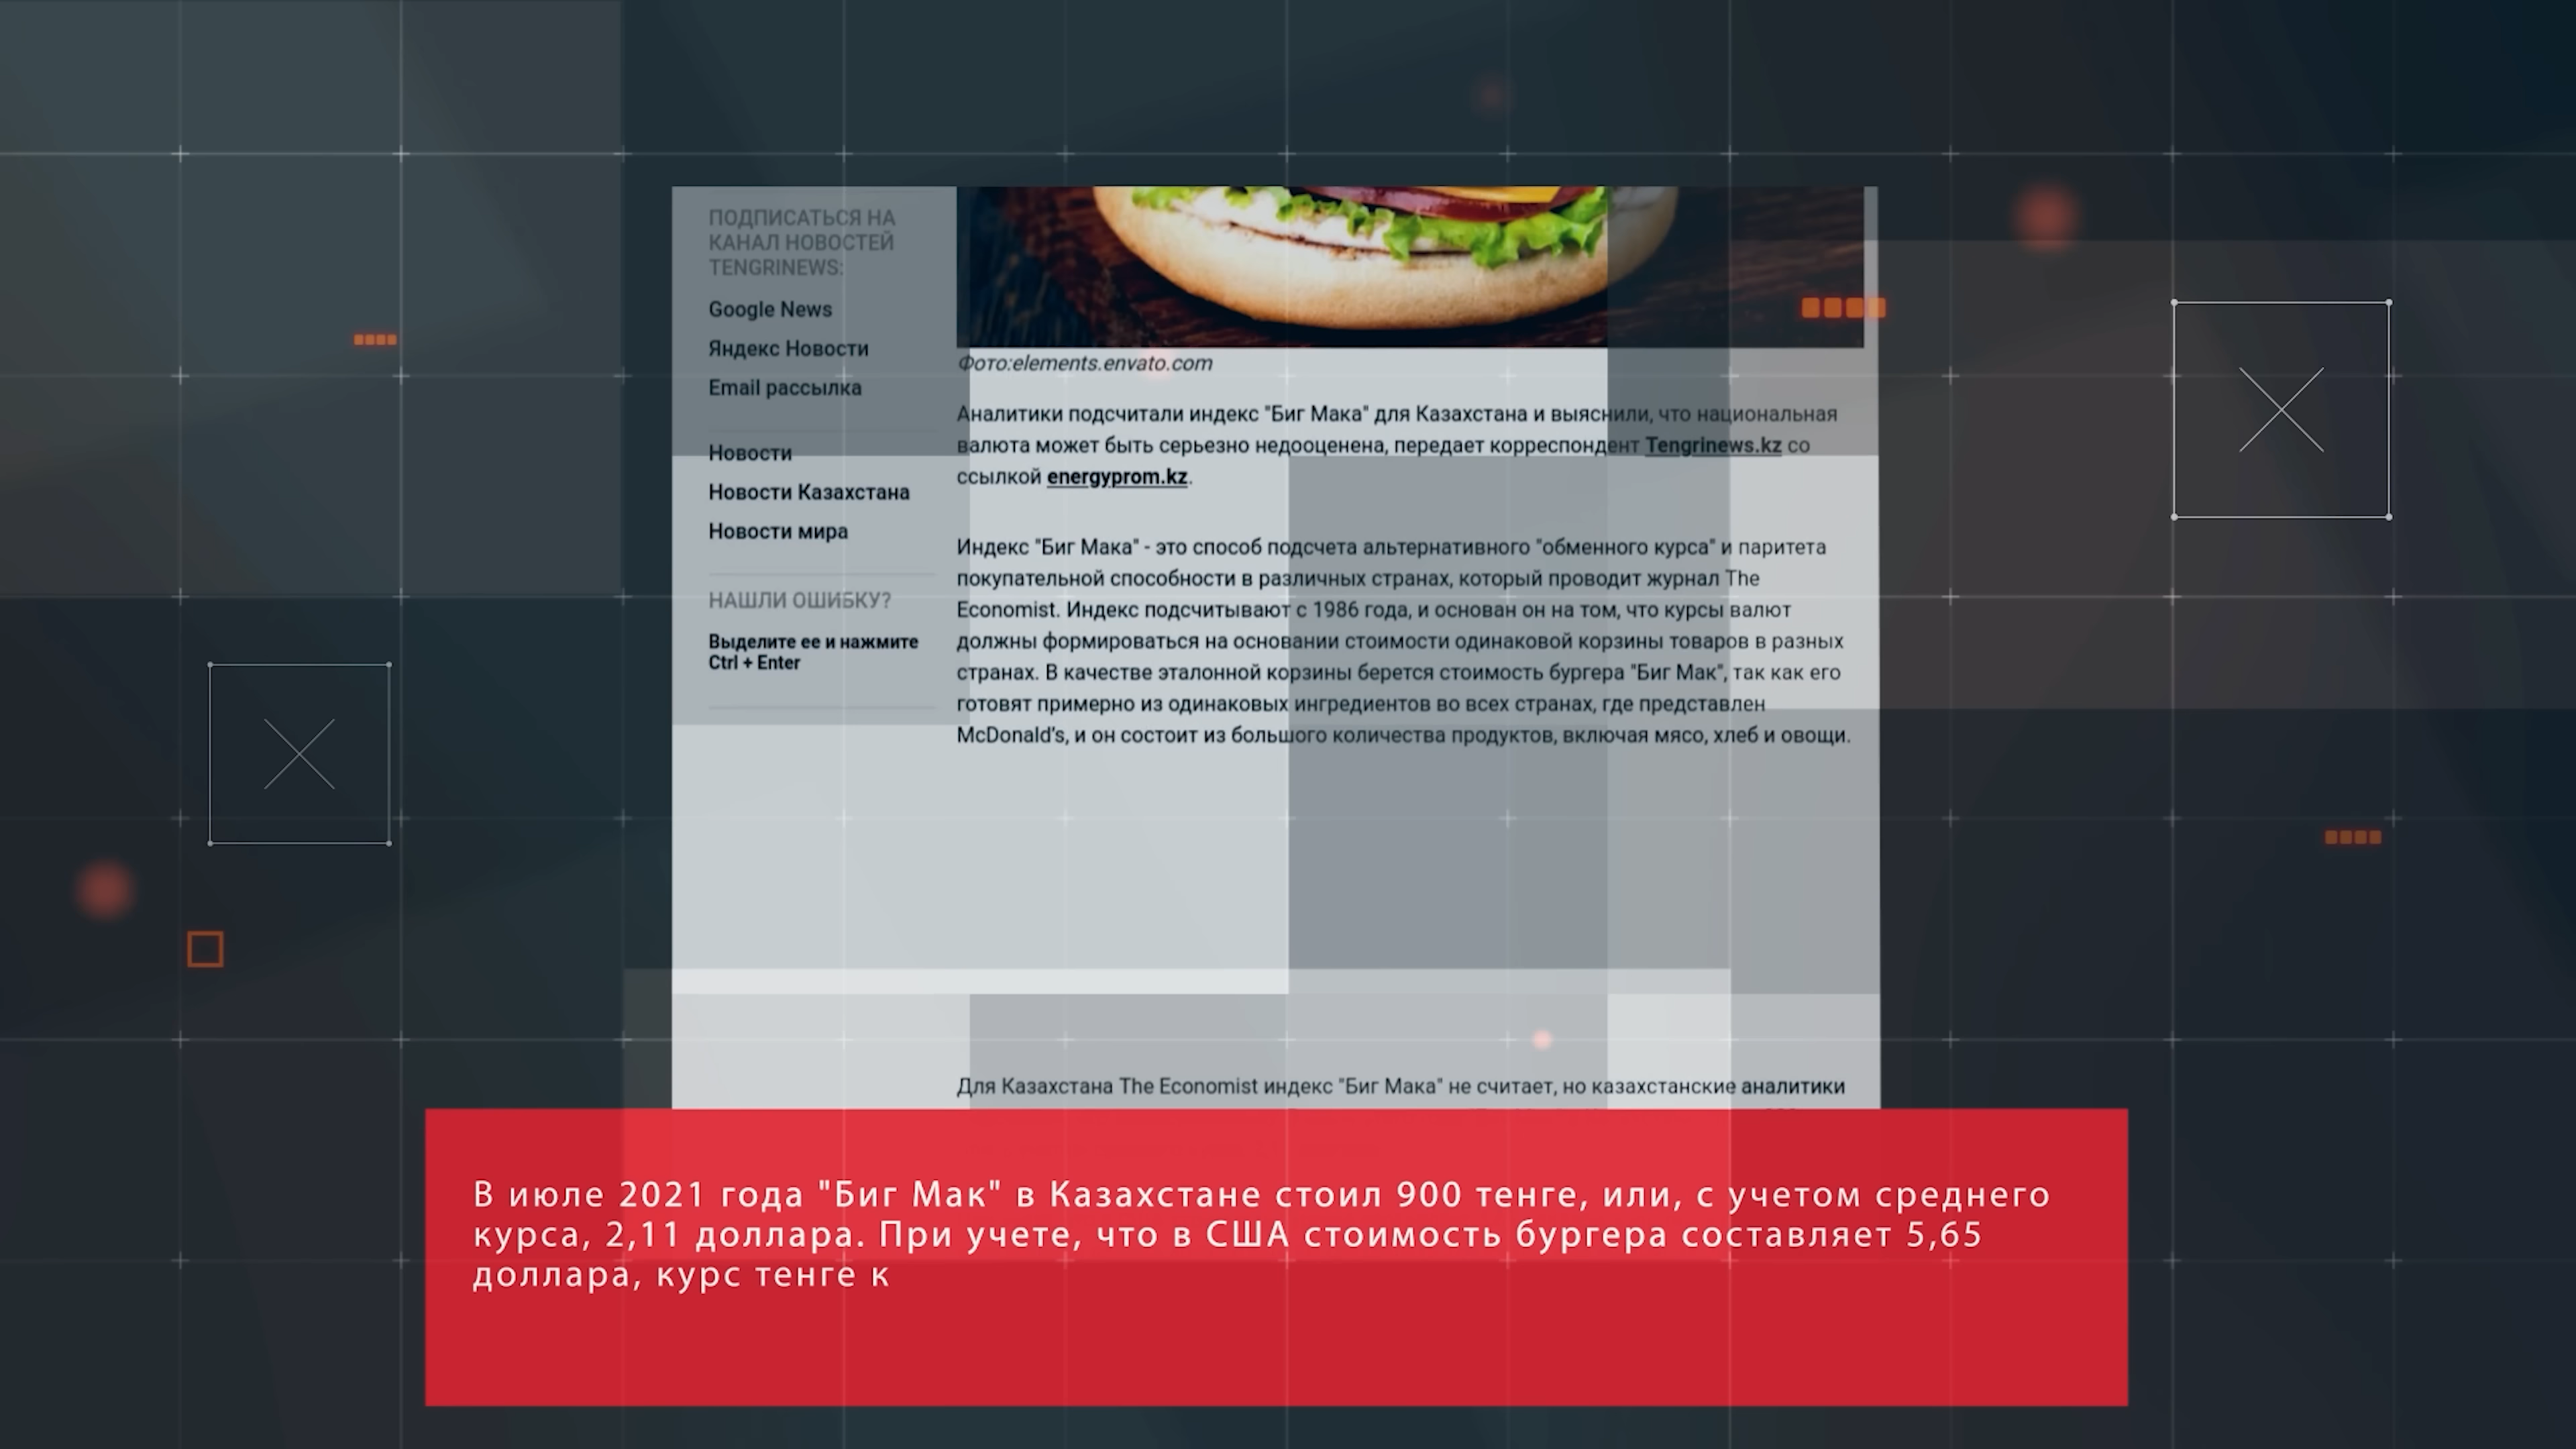 ПОДПИСАТЬСЯ НА
КАНАЛ НОВОСТЕЙ
TENGRINEWS:
Google News
Яндекс Новости
Email рассылка
Новости
Новости Казахстана
Новости мира
НАШЛИ ОШИБКУ?
Выделите ее и нажмите
Ctrl + Enter
Фото:elements.envato.com
Аналитики подсчитали индекс "Биг Мака" для Казахстана и выяснили, что национальная
валюта может быть серьезно недооценена, передает корреспондент Tengrinews.kz со
ссылкой energyprom.kz.
Индекс "Биг Мака" - это способ подсчета альтернативного "обменного курса" и паритета
покупательной способности в различных странах, который проводит журнал The
Economist. Индекс подсчитывают с 1986 года, и основан он на том, что курсы валют
должны формироваться на основании стоимости одинаковой корзины товаров в разных
странах. В качестве эталонной корзины берется стоимость бургера "Биг Мак", так как его
готовят примерно из одинаковых ингредиентов во всех странах, где представлен
McDonald's, и он состоит из большого количества продуктов, включая мясо, хлеб и овощи.
Для Казахстана The Economist индекс "Биг Мака" не считает, но казахстанские аналитики
В июле 2021 года "Биг Мак" в Казахстане стоил 900 тенге, или, с учетом среднего
курса, 2,11 доллара. При учете, что в США стоимость бургера составляет 5,65
доллара, курс тенге к